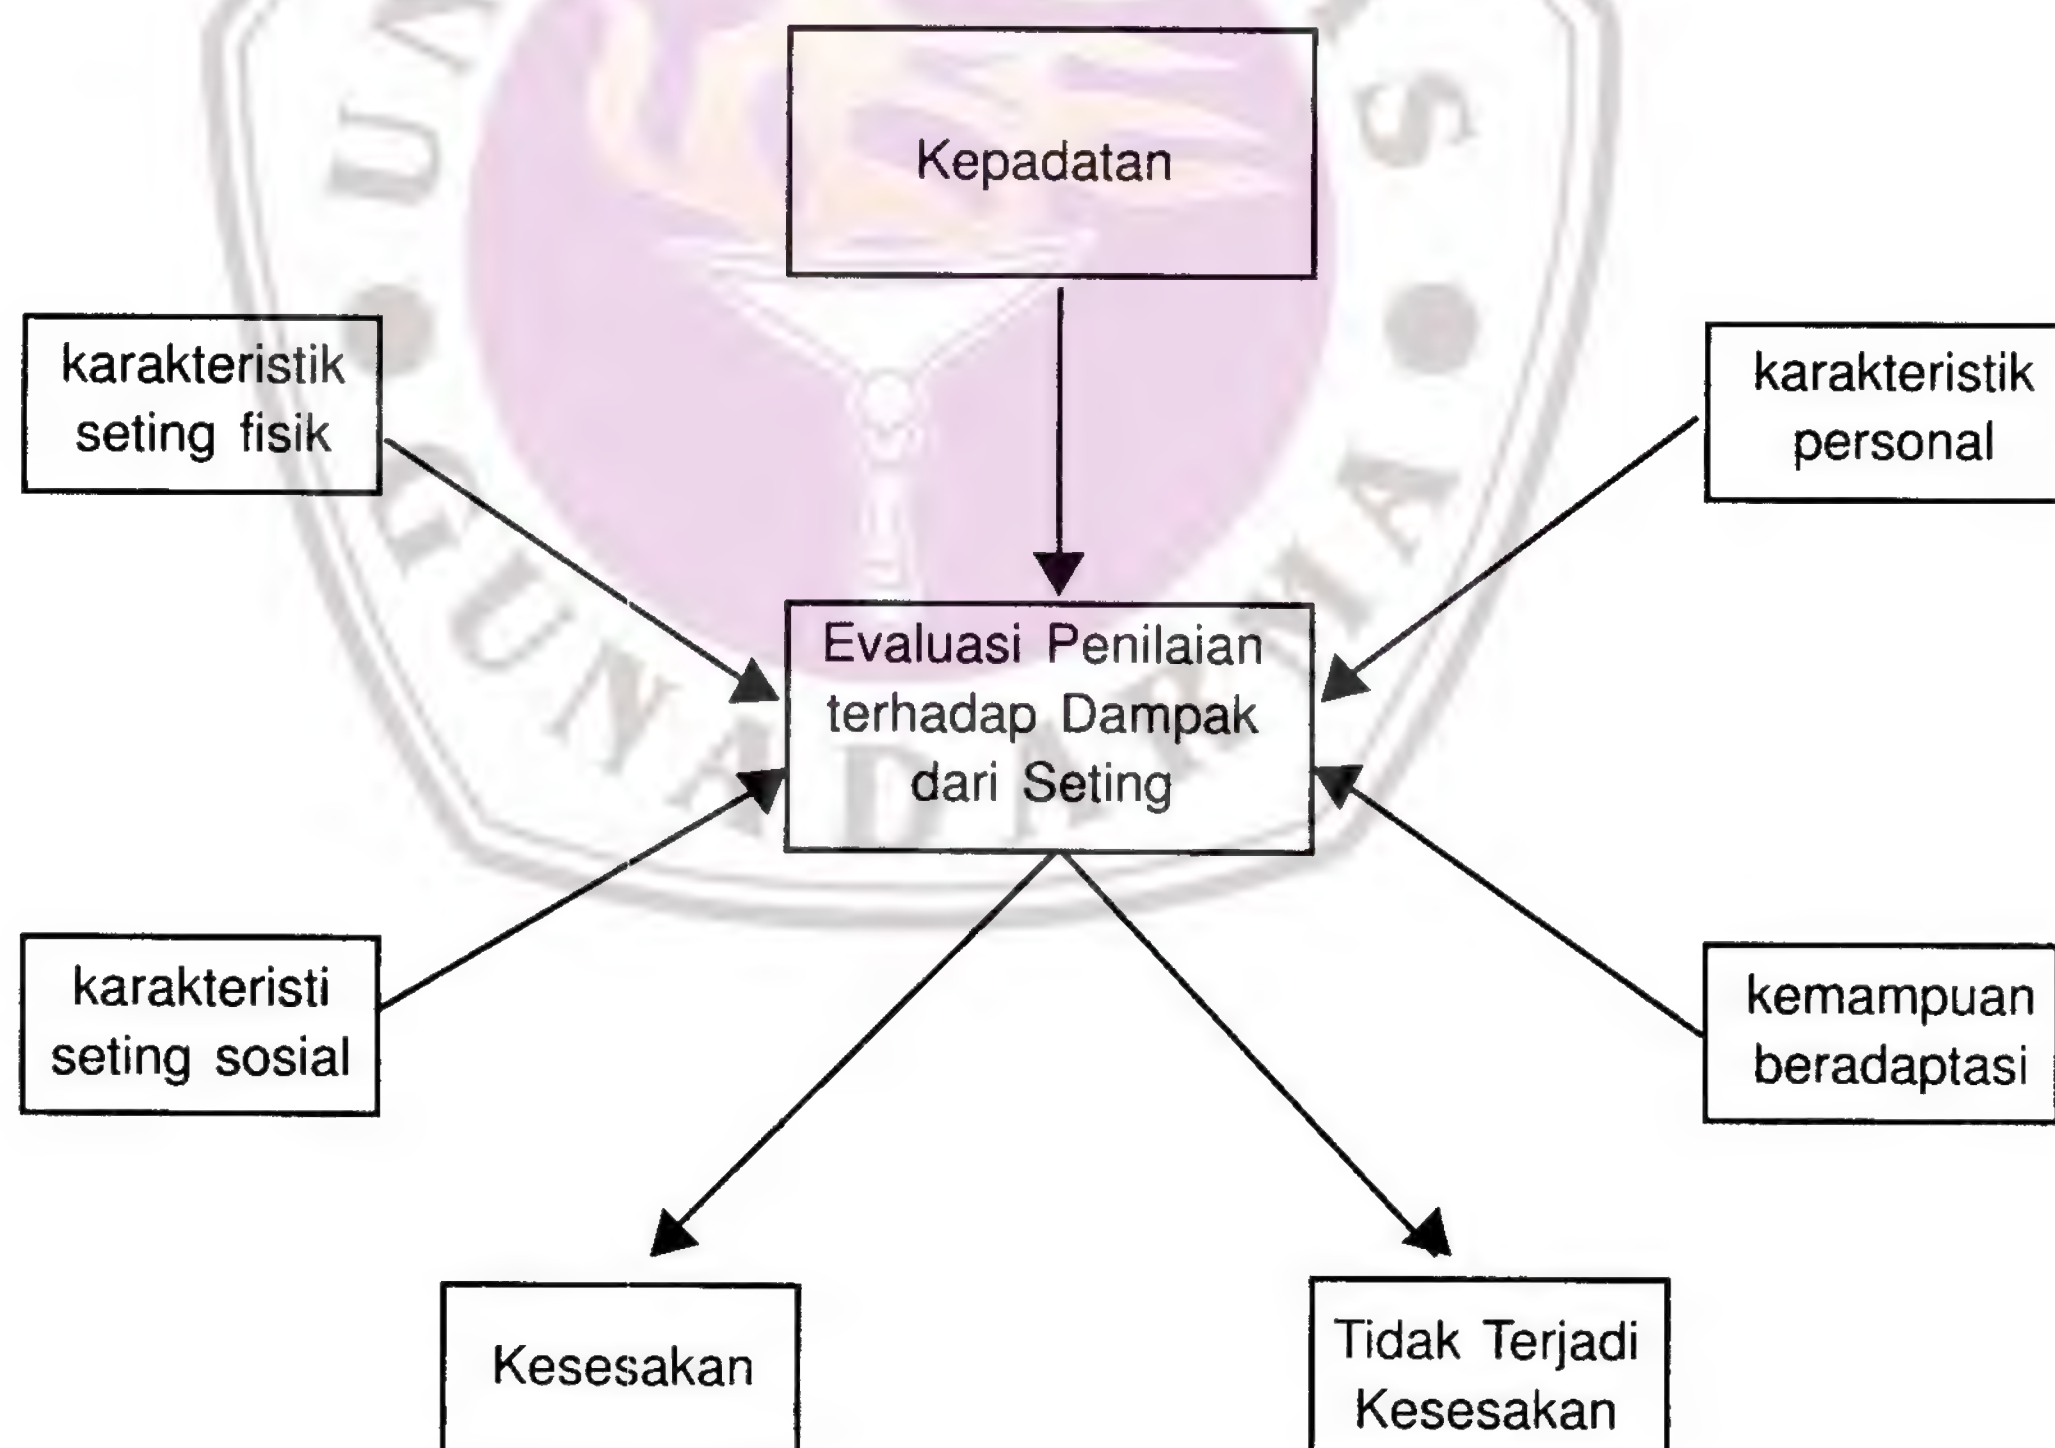 Kepadatan
karakteristik
seting fisik
karakteristik
personal
Evaluasi Penilaian
terhadap Dampak
dari Seting
karakteristi
seting sosial
kemampuan
beradaptasi
Kesesakan
Tidak Terjadi
Kesesakan
GUNADARMA